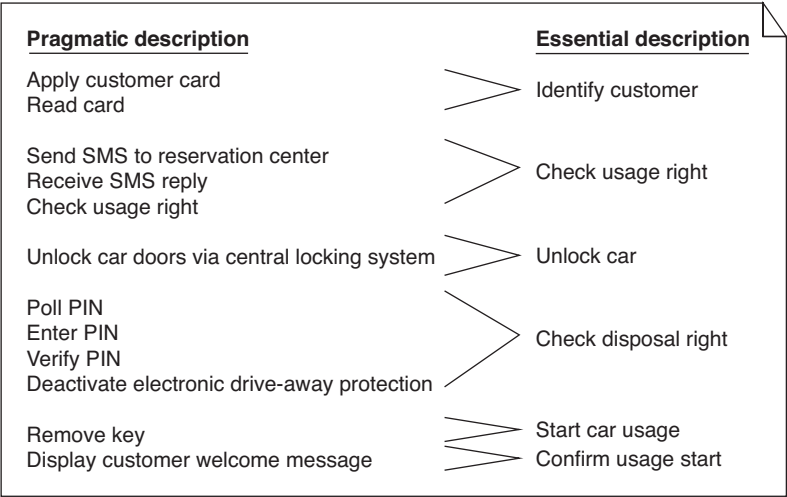 Pragmatic description
Essential description
Apply customer card
Read card
Identify customer
Send SMS to reservation center
Receive SMS reply
Check usage right
Check usage right
Unlock car doors via central locking system
Unlock car
Poll PIN
Enter PIN
Verify PIN
Deactivate electronic drive-away protection
Check disposal right
Remove key
Start car usage
Display customer welcome message
Confirm usage start